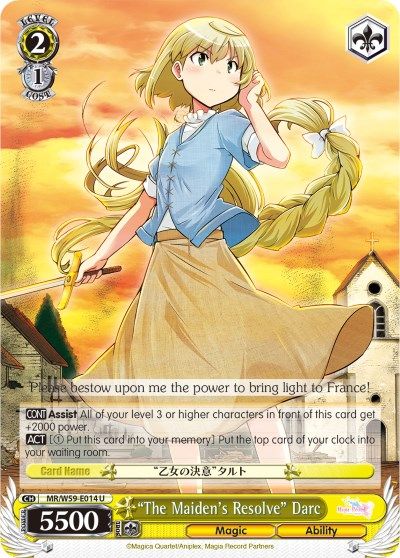 LEVEL
2
1
COST
Please bestow upon me the power to bring light to France!
CONT Assist All of your level 3 or higher characters in front of this card get
+2000 power.
ACT [① Put this card into your memory] Put the top card of your clock into
your waiting room.
Card Name
"乙女の決意"タルト
CH MR/W59-E014 U
POWER
5500
SOUL
"The Maiden's Resolve" Darc
Magic
Ability
©Magica Quartet/Aniplex, Magia Record Partners